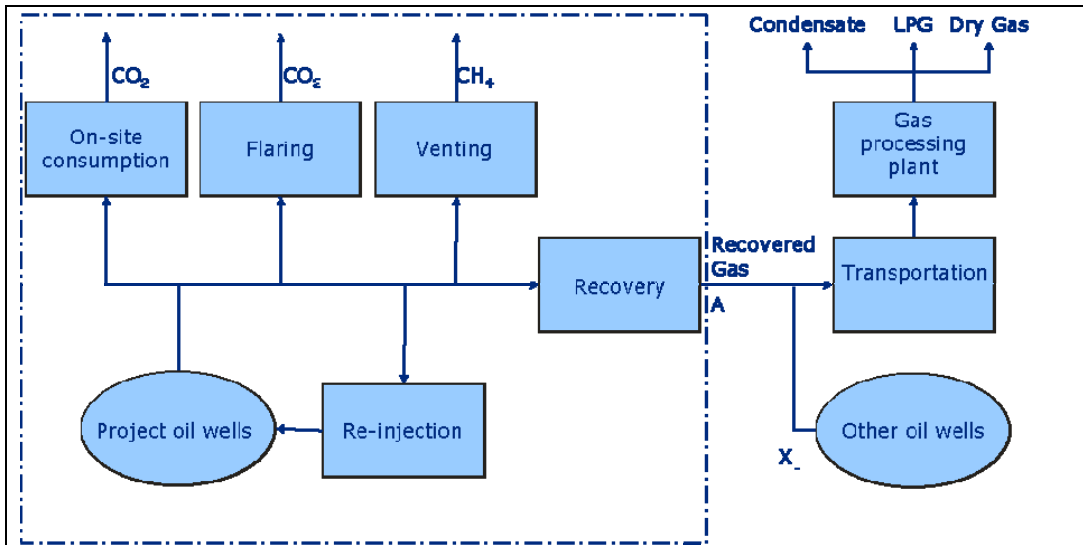 Condensate LPG Dry Gas
CO₂ CO₂ CH₄
On-site
consumption
Flaring
Venting
Gas
processing
plant
Recovered
Gas
A
Recovery
Transportation
Project oil wells
Re-injection
Other oil wells
X_